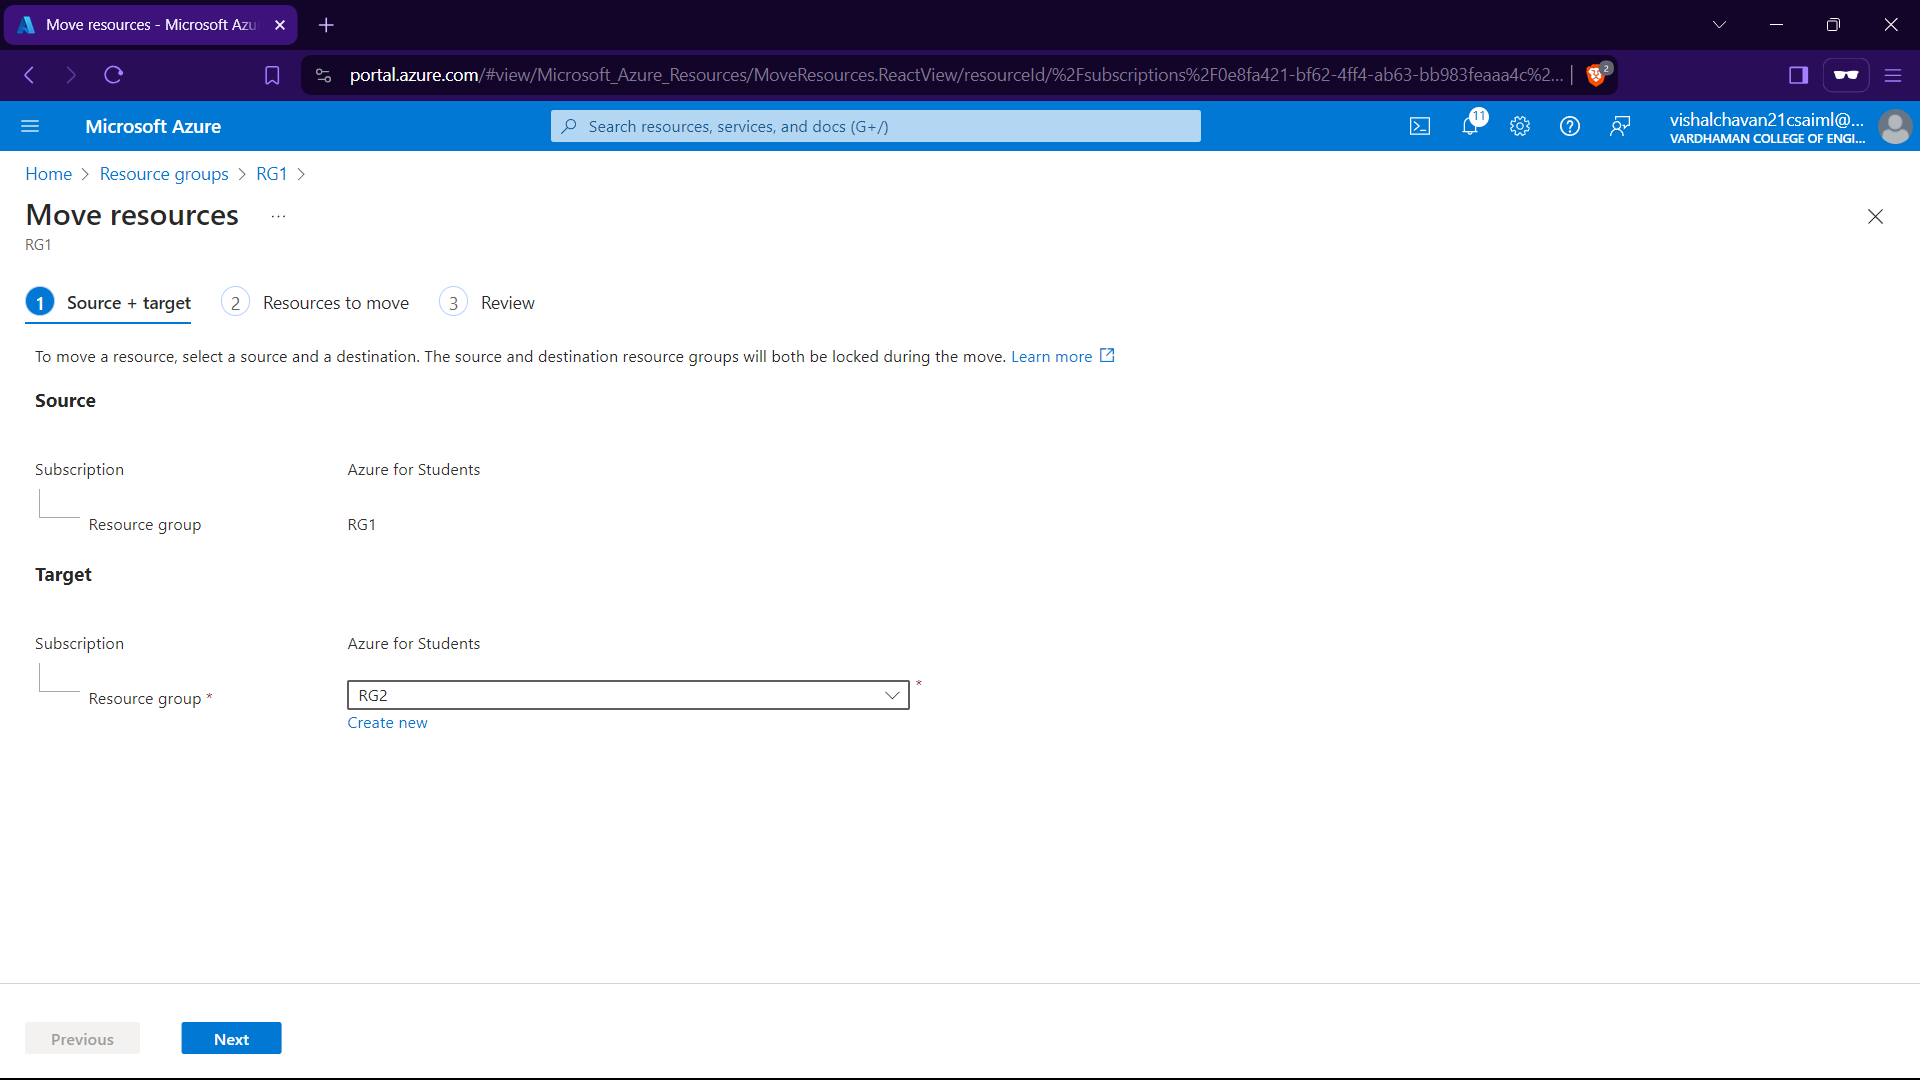 Move resources - Microsoft Azu
portal.azure.com/#view/Microsoft_Azure_Resources/MoveResources.ReactView/resourceId/%2Fsubscriptions%2F0e8fa421-bf62-4ff4-ab63-bb983feaaa4c%2...
2
Microsoft Azure
Search resources, services, and docs (G+/)
11
vishalchavan21csaiml@...
VARDHAMAN COLLEGE OF ENGI...
Home > Resource groups > RG1 >
Move resources ...
RG1
1 Source + target 2 Resources to move 3 Review
To move a resource, select a source and a destination. The source and destination resource groups will both be locked during the move. Learn more
Source
Subscription Azure for Students
Resource group RG1
Target
Subscription Azure for Students
Resource group * RG2 *
Create new
Previous Next